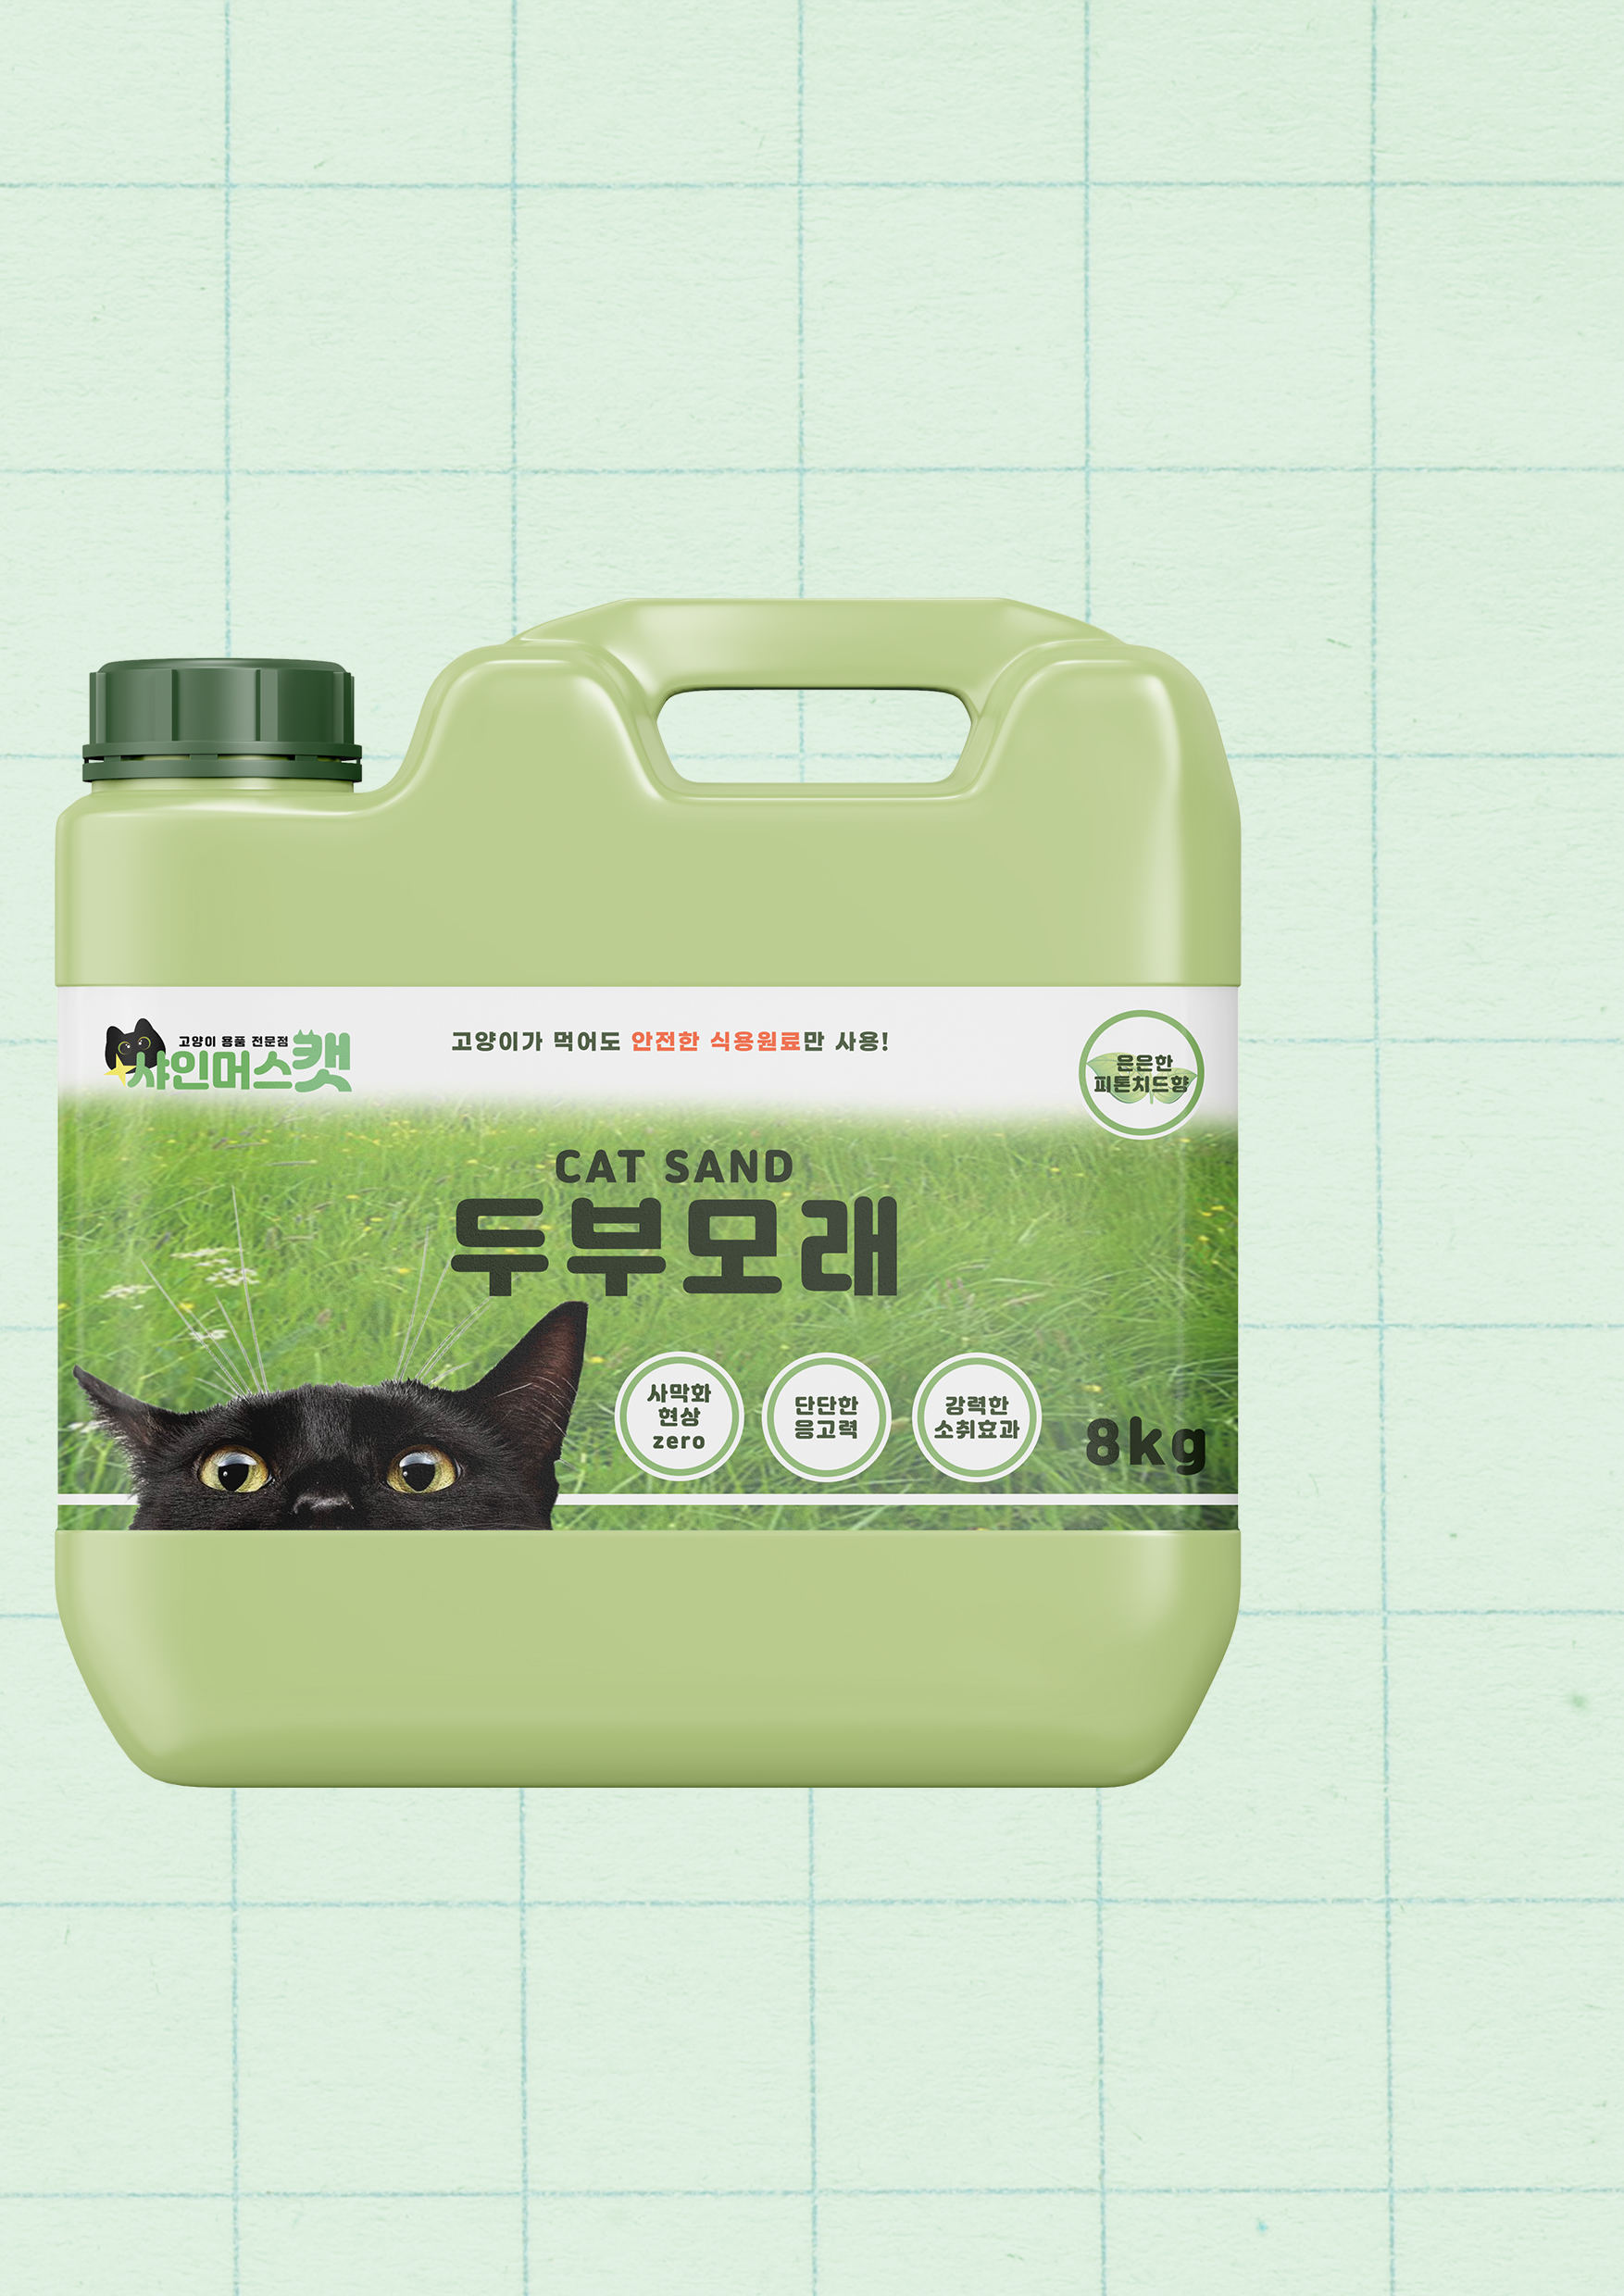 고양이 용품 전문점
샤인머스캣
고양이가 먹어도 안전한 식용원료만 사용!
은은한
피톤치드향
CAT SAND
두부모래
사막화
현상
zero
단단한
응고력
강력한
소취효과
8kg